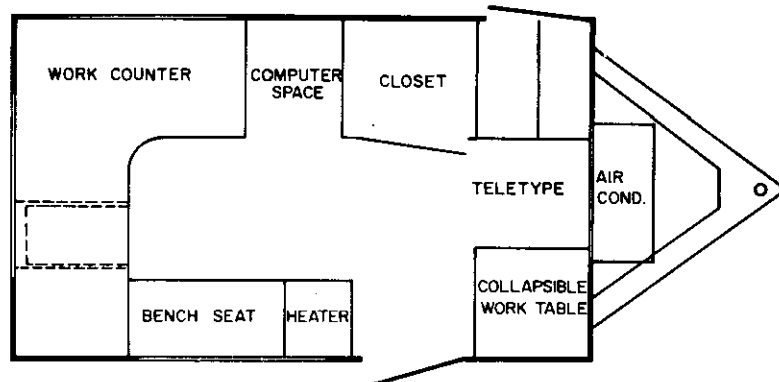 WORK COUNTER
COMPUTER
SPACE
CLOSET
TELETYPE
AIR
COND.
BENCH SEAT
HEATER
COLLAPSIBLE
WORK TABLE